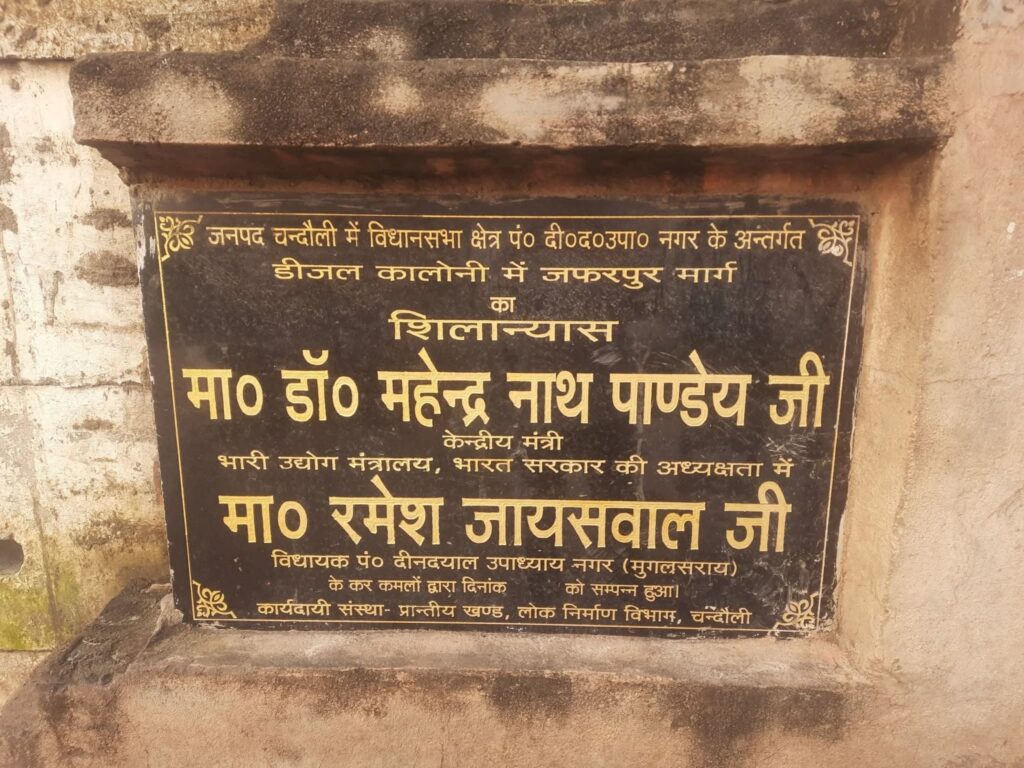 जनपद चन्दौली में विधानसभा क्षेत्र पं० दी०द०उपा० नगर के अन्तर्गत
डीजल कालोनी में जफरपुर मार्ग
का
शिलान्यास
मा० डॉ० महेन्द्र नाथ पाण्डेय जी
केन्द्रीय मंत्री
भारी उद्योग मंत्रालय, भारत सरकार की अध्यक्षता में
मा० रमेश जायसवाल जी
विधायक पं० दीनदयाल उपाध्याय नगर (मुगलसराय)
के कर कमलों द्वारा दिनांक को सम्पन्न हुआ।
कार्यदायी संस्था- प्रान्तीय खण्ड, लोक निर्माण विभाग, चन्दौली